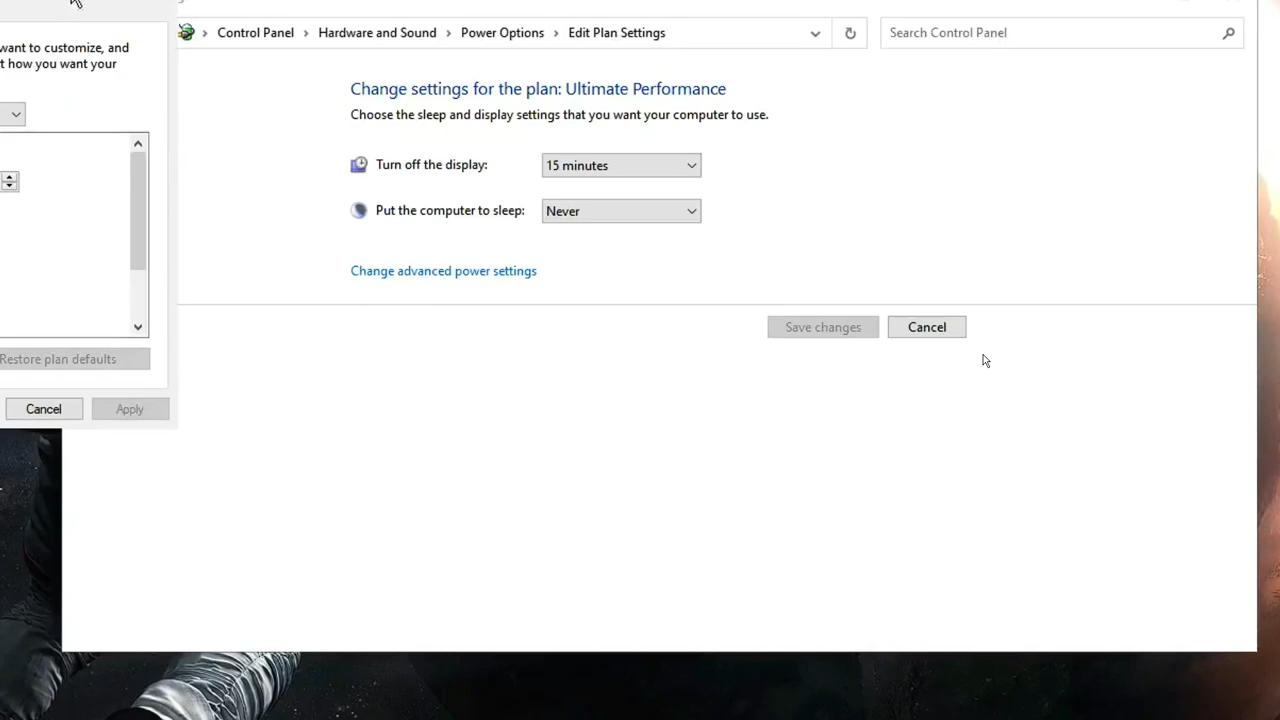 want to customize, and
t how you want your
Restore plan defaults
Cancel
Apply
Control Panel > Hardware and Sound > Power Options > Edit Plan Settings
Search Control Panel
Change settings for the plan: Ultimate Performance
Choose the sleep and display settings that you want your computer to use.
Turn off the display: 15 minutes
Put the computer to sleep: Never
Change advanced power settings
Save changes
Cancel